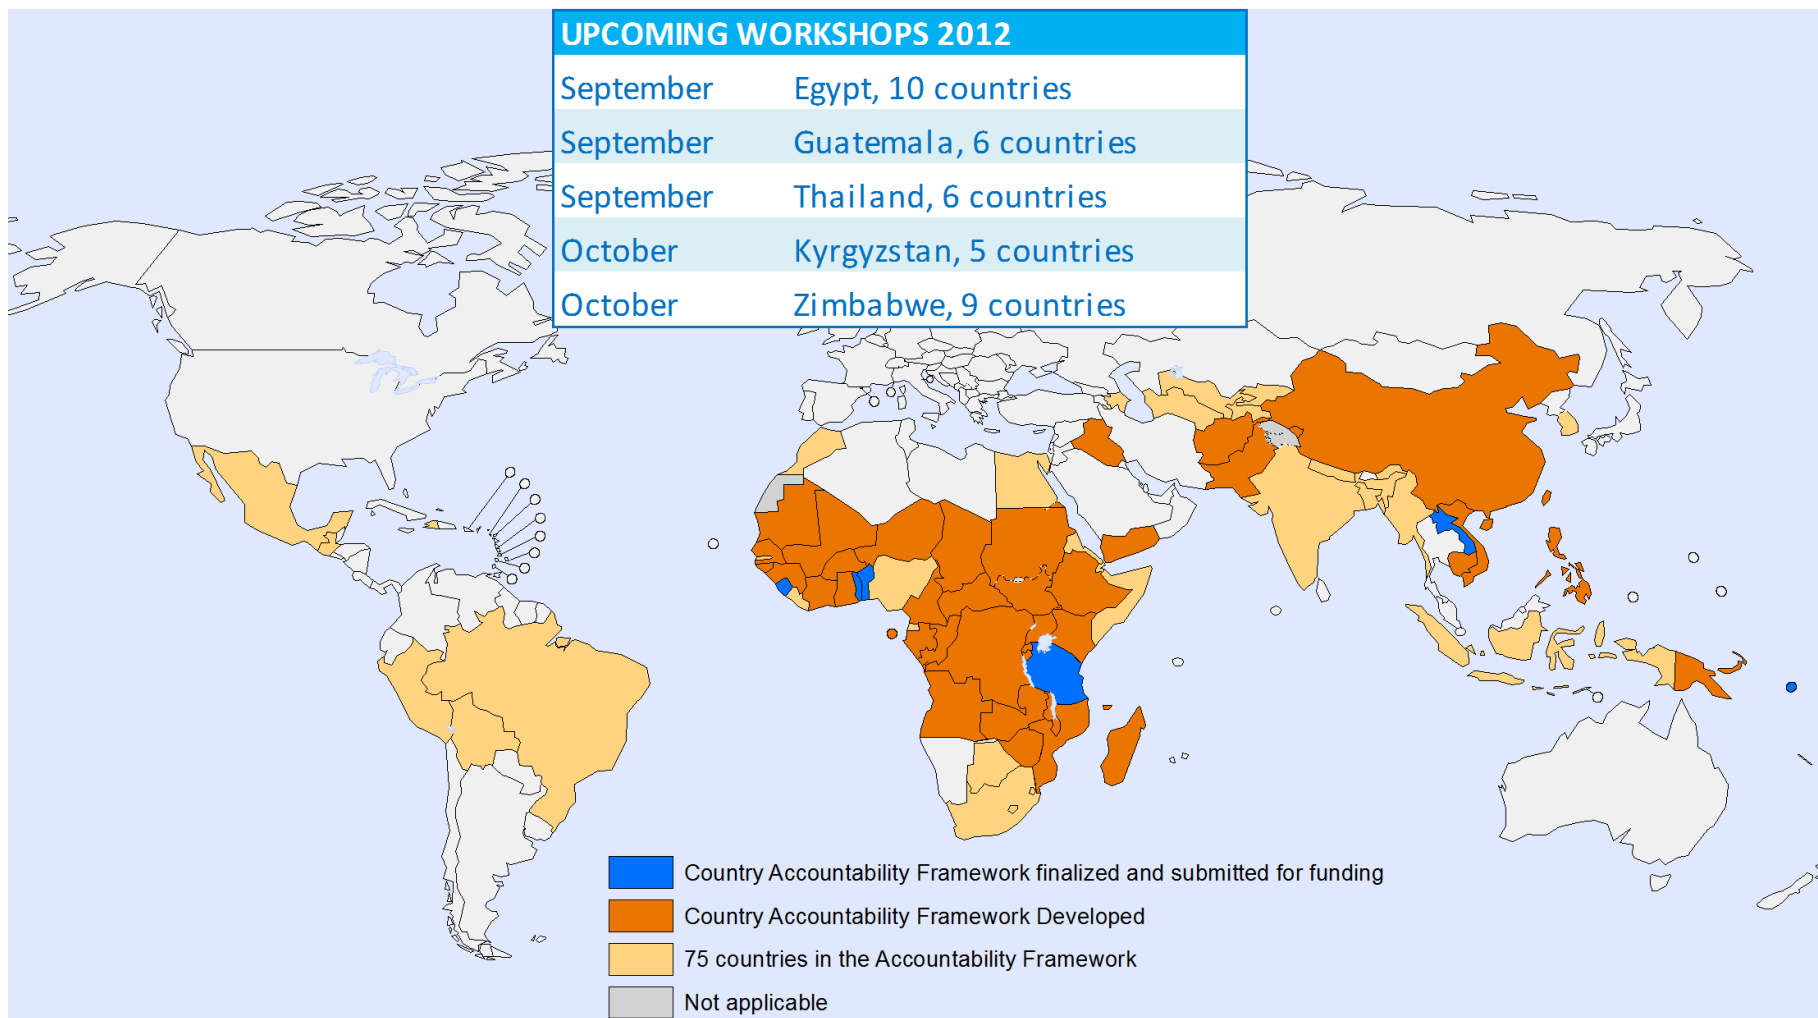 UPCOMING WORKSHOPS 2012
September Egypt, 10 countries
September Guatemala, 6 countries
September Thailand, 6 countries
October Kyrgyzstan, 5 countries
October Zimbabwe, 9 countries
Country Accountability Framework finalized and submitted for funding
Country Accountability Framework Developed
75 countries in the Accountability Framework
Not applicable